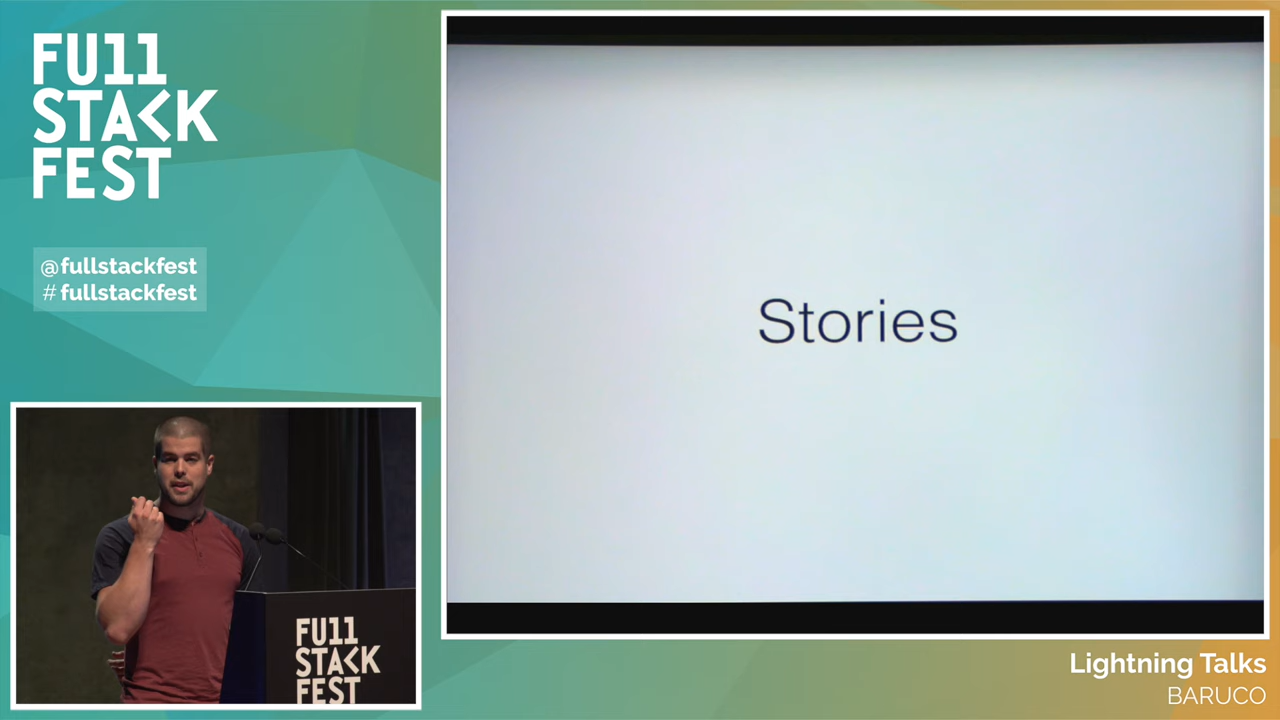 FU11
STACK
FEST
@fullstackfest
#fullstackfest
Stories
FU11
STACK
FEST
Lightning Talks
BARUCO